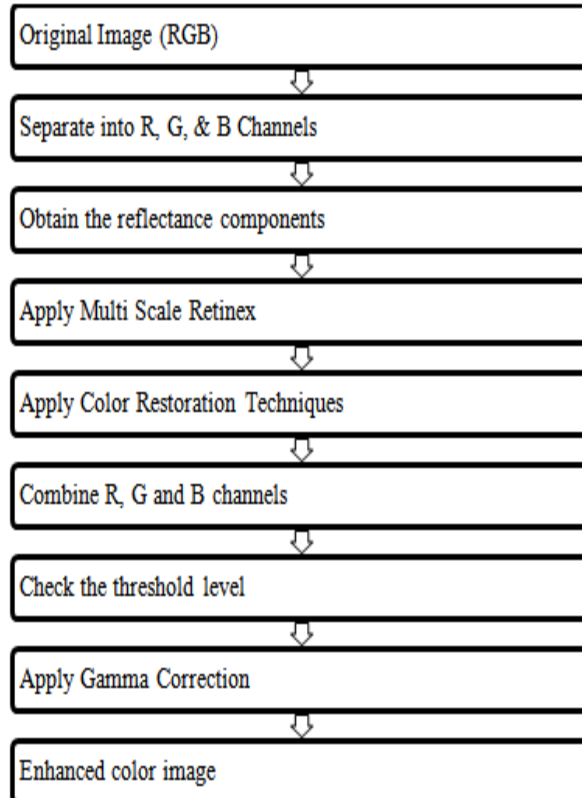 Original Image (RGB)
Separate into R, G, & B Channels
Obtain the reflectance components
Apply Multi Scale Retinex
Apply Color Restoration Techniques
Combine R, G and B channels
Check the threshold level
Apply Gamma Correction
Enhanced color image